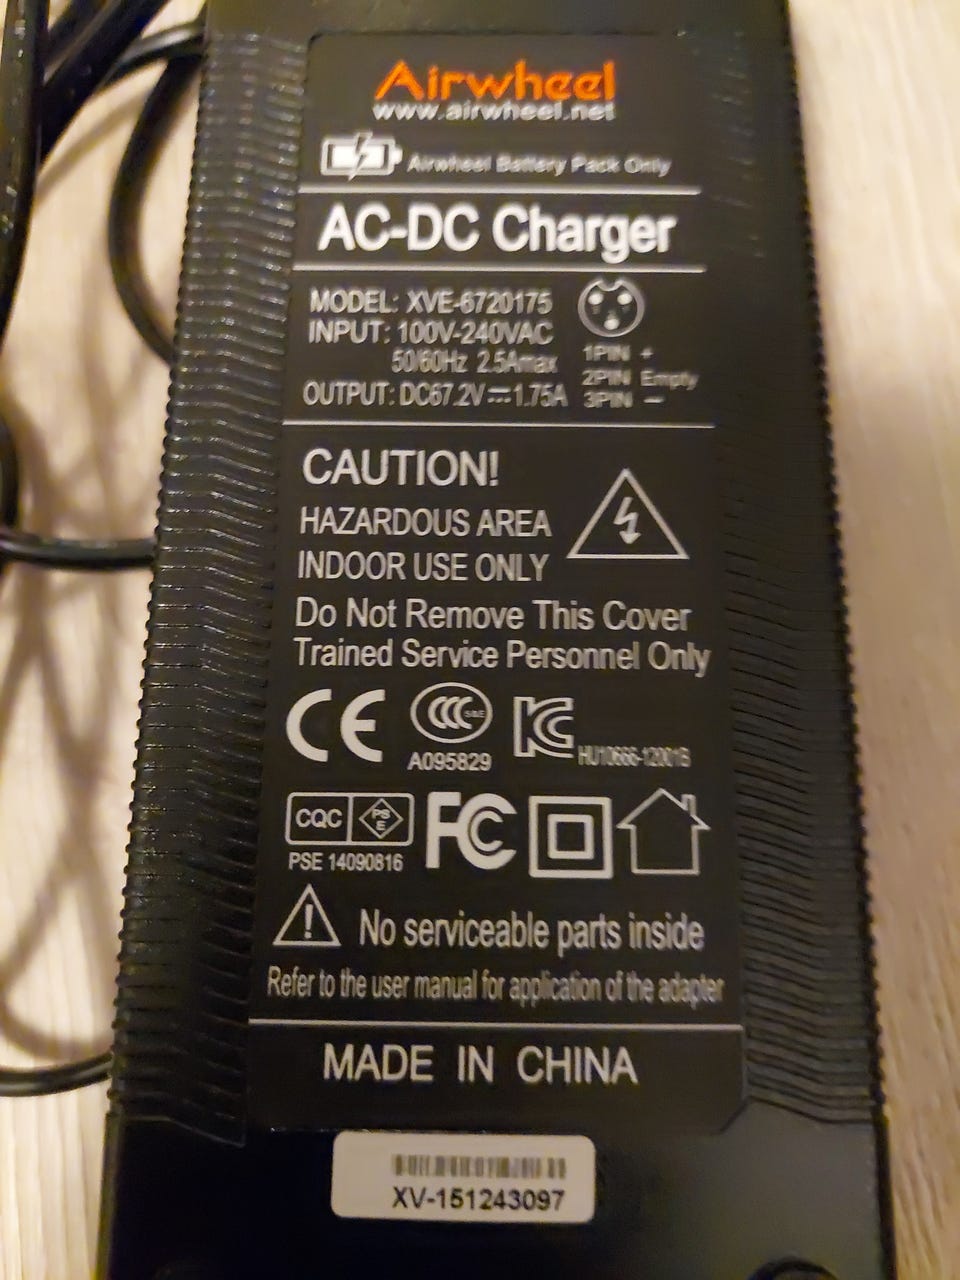 Airwheel
www.airwheel.net
Airwheel Battery Pack Only
AC-DC Charger
MODEL: XVE-6720175
INPUT: 100V-240VAC
50/60Hz 2.5Amax
OUTPUT: DC67.2V⎓1.75A
1PIN +
2PIN Empty
3PIN −
CAUTION!
HAZARDOUS AREA
INDOOR USE ONLY
Do Not Remove This Cover
Trained Service Personnel Only
CE
CCC S&E
A095829
KC
HU10666-12001B
CQC
PS E
PSE 14090816
FC
No serviceable parts inside
Refer to the user manual for application of the adapter
MADE IN CHINA
XV-151243097